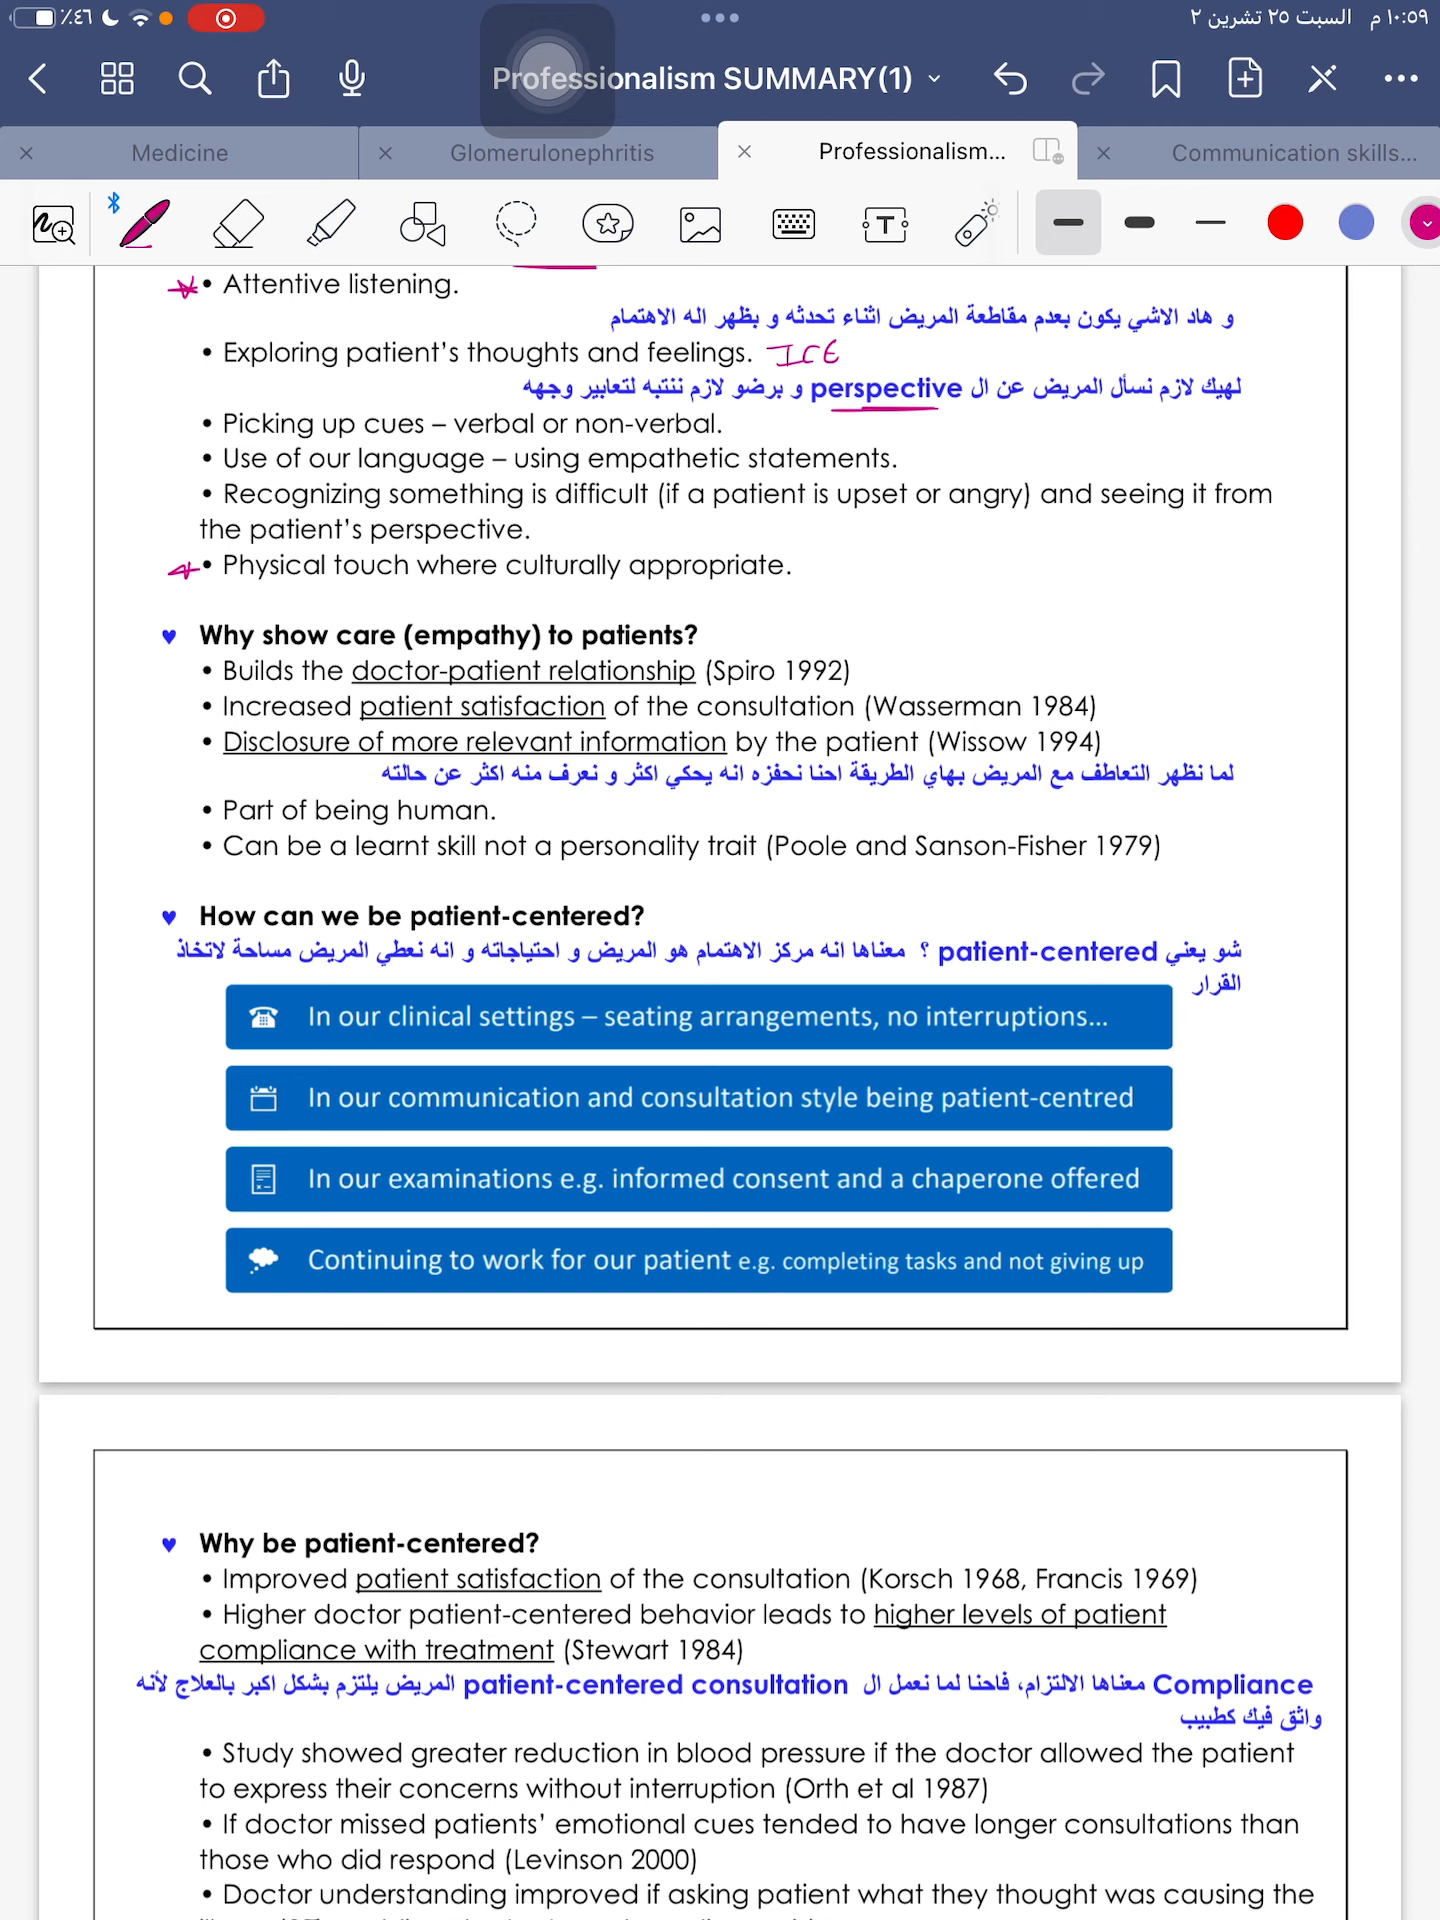 ٪٤٦
السبت ٢٥ تشرين ٢ ١٠:٥٩ م
Professionalism SUMMARY(1)
Medicine
Glomerulonephritis
Professionalism...
Communication skills...
• Attentive listening.
و هاد الاشي يكون بعدم مقاطعة المريض اثناء تحدثه و بظهر اله الاهتمام
• Exploring patient's thoughts and feelings. ICE
لهيك لازم نسأل المريض عن ال perspective و برضو لازم ننتبه لتعابير وجهه
• Picking up cues – verbal or non-verbal.
• Use of our language – using empathetic statements.
• Recognizing something is difficult (if a patient is upset or angry) and seeing it from
the patient's perspective.
• Physical touch where culturally appropriate.
♥ Why show care (empathy) to patients?
• Builds the doctor-patient relationship (Spiro 1992)
• Increased patient satisfaction of the consultation (Wasserman 1984)
• Disclosure of more relevant information by the patient (Wissow 1994)
لما نظهر التعاطف مع المريض بهاي الطريقة احنا نحفزه انه يحكي اكثر و نعرف منه اكثر عن حالته
• Part of being human.
• Can be a learnt skill not a personality trait (Poole and Sanson-Fisher 1979)
♥ How can we be patient-centered?
شو يعني patient-centered ؟ معناها انه مركز الاهتمام هو المريض و احتياجاته و انه نعطي المريض مساحة لاتخاذ
القرار
In our clinical settings – seating arrangements, no interruptions...
In our communication and consultation style being patient-centred
In our examinations e.g. informed consent and a chaperone offered
Continuing to work for our patient e.g. completing tasks and not giving up
♥ Why be patient-centered?
• Improved patient satisfaction of the consultation (Korsch 1968, Francis 1969)
• Higher doctor patient-centered behavior leads to higher levels of patient
compliance with treatment (Stewart 1984)
Compliance معناها الالتزام، فاحنا لما نعمل ال patient-centered consultation المريض يلتزم بشكل اكبر بالعلاج لأنه
واثق فيك كطبيب
• Study showed greater reduction in blood pressure if the doctor allowed the patient
to express their concerns without interruption (Orth et al 1987)
• If doctor missed patients' emotional cues tended to have longer consultations than
those who did respond (Levinson 2000)
• Doctor understanding improved if asking patient what they thought was causing the